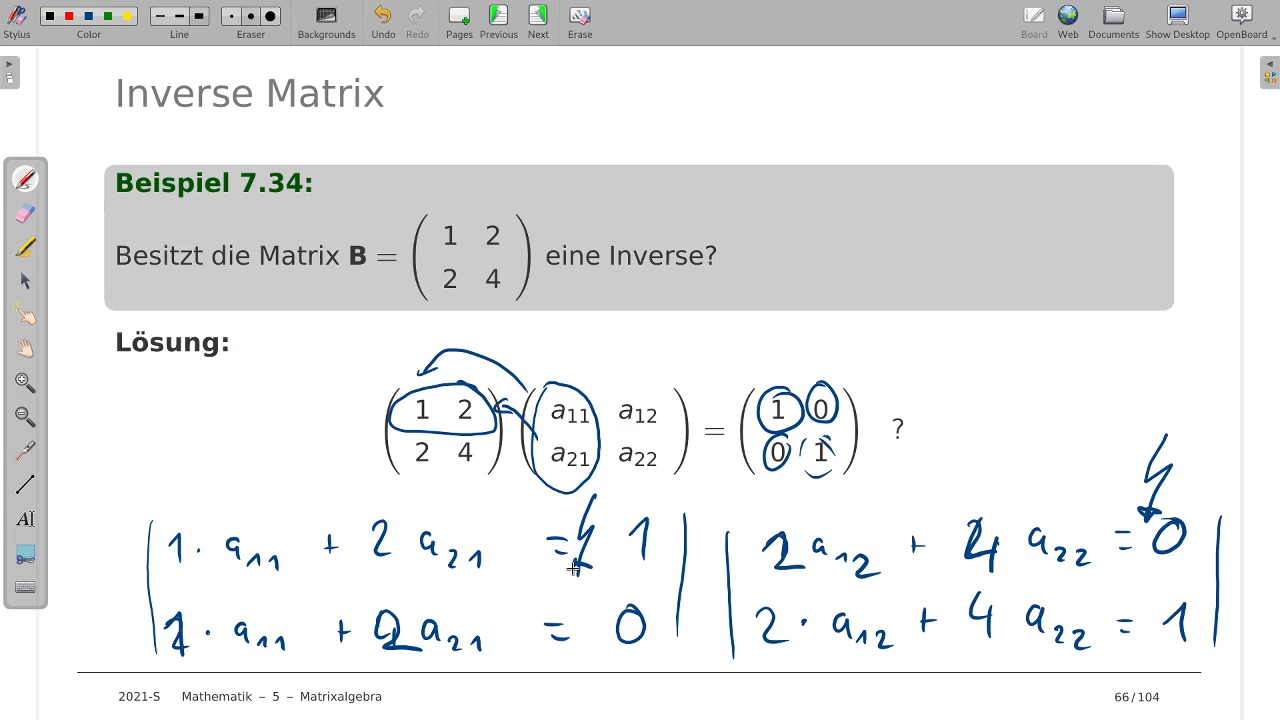 Stylus Color Line Eraser Backgrounds Undo Redo Pages Previous Next Erase Board Web Documents Show Desktop OpenBoard
Inverse Matrix
Beispiel 7.34:
Besitzt die Matrix B = ( 1 2 ) eine Inverse?
2 4
Lösung:
( 1 2 ) ( a11 a12 ) = ( 1 0 ) ?
2 4 a21 a22 0 1
1 · a11 + 2 a21 = 1
1 · a11 + 2 a21 = 0
2 a12 + 4 a22 = 0
2 · a12 + 4 a22 = 1
2021-S Mathematik – 5 – Matrixalgebra 66/104